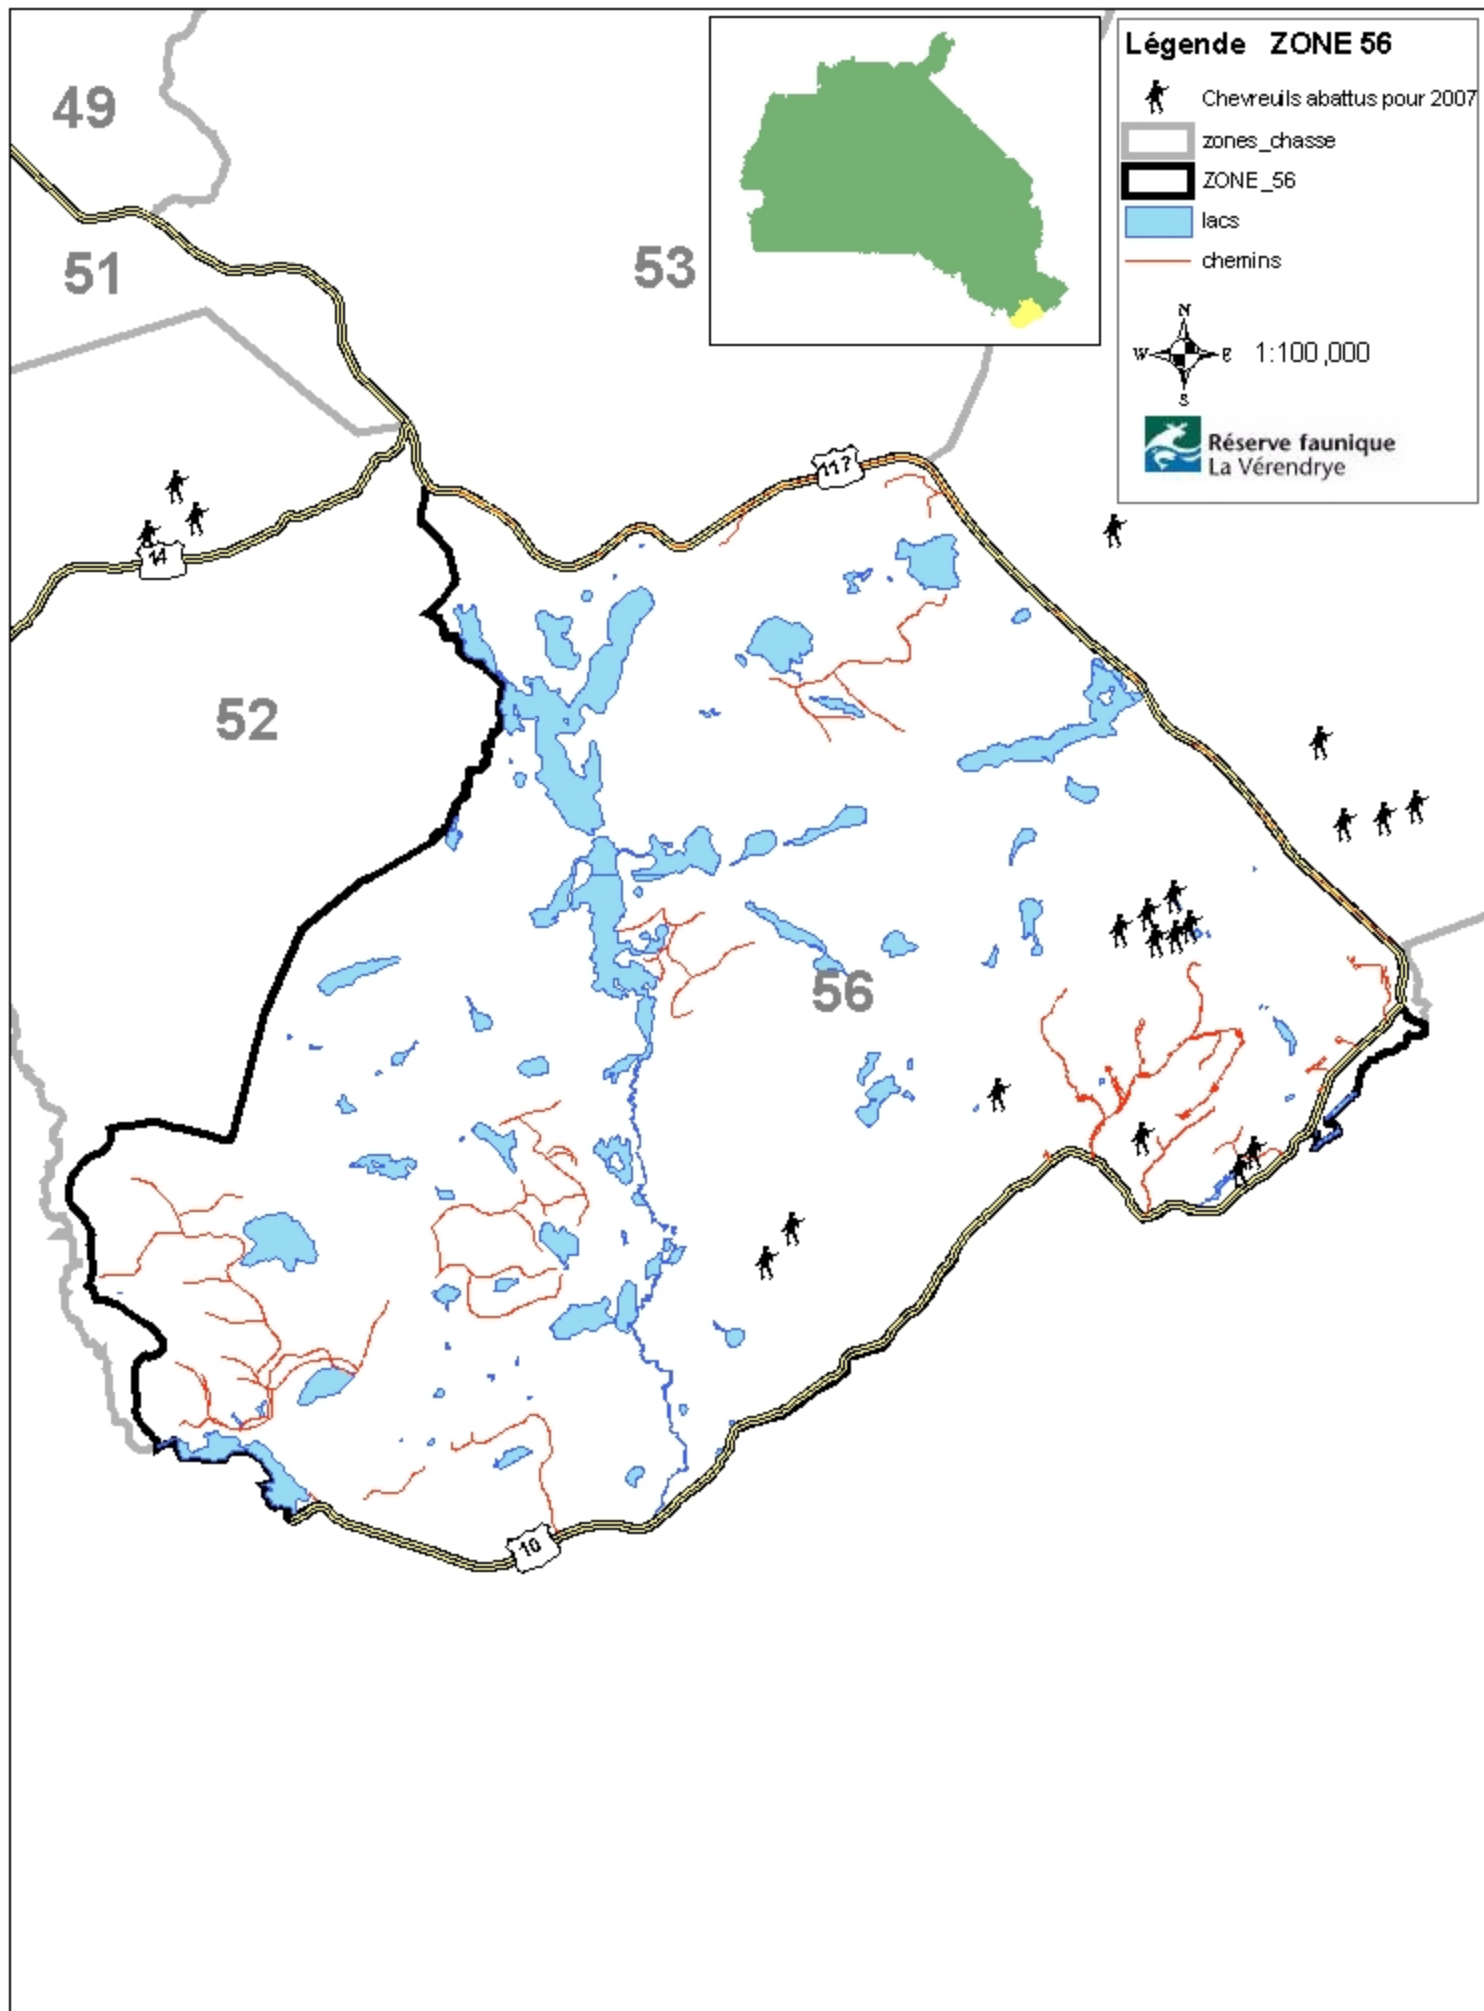 Légende ZONE 56
Chevreuils abattus pour 2007
zones_chasse
ZONE_56
lacs
chemins
N
W E
S
1:100,000
Réserve faunique
La Vérendrye
49
51
53
117
14
52
56
10